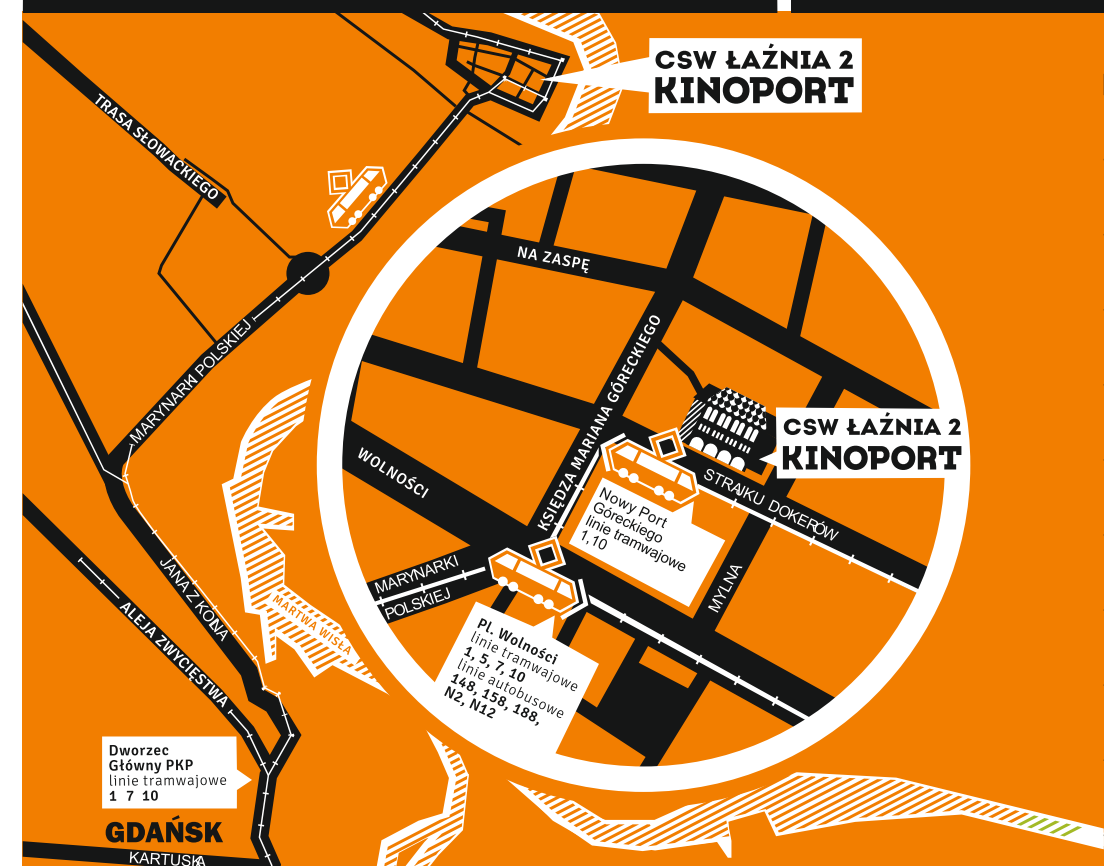 CSW ŁAŹNIA 2
KINOPORT
TRASA SŁOWACKIEGO
NA ZASPĘ
MARYNARKI POLSKIEJ
KSIĘDZA MARIANA GÓRECKIEGO
CSW ŁAŹNIA 2
KINOPORT
WOLNOŚCI
STRAJKU DOKERÓW
Nowy Port
Góreckiego
linie tramwajowe
1,10
MARYNARKI
POLSKIEJ
MYLNA
JANA Z KONA
MARTWA WISŁA
ALEJA ZWYCIĘSTWA
Pl. Wolności
linie tramwajowe
1, 5, 7, 10
linie autobusowe
148, 158, 188,
N2, N12
Dworzec
Główny PKP
linie tramwajowe
1 7 10
GDAŃSK
KARTUSKA